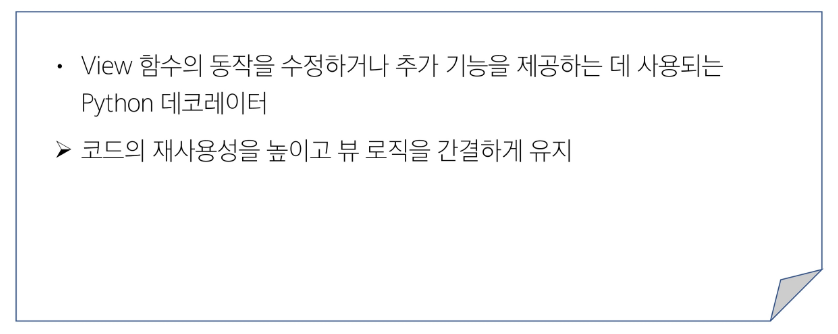 • View 함수의 동작을 수정하거나 추가 기능을 제공하는 데 사용되는
Python 데코레이터
➢ 코드의 재사용성을 높이고 뷰 로직을 간결하게 유지